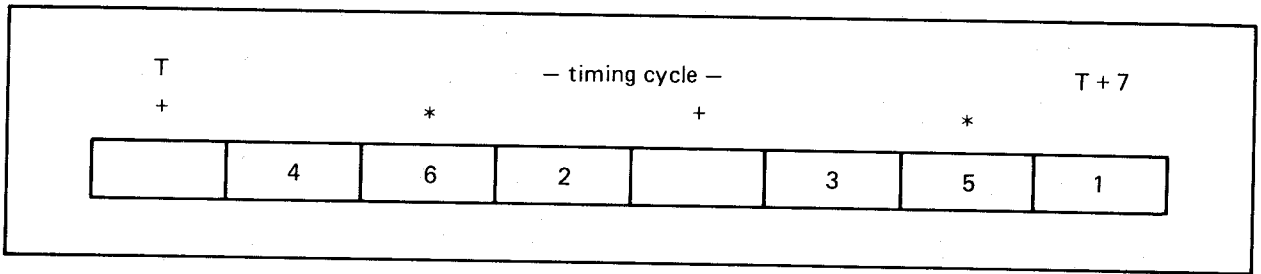 T — timing cycle — T + 7
+ * + *
4 6 2 3 5 1